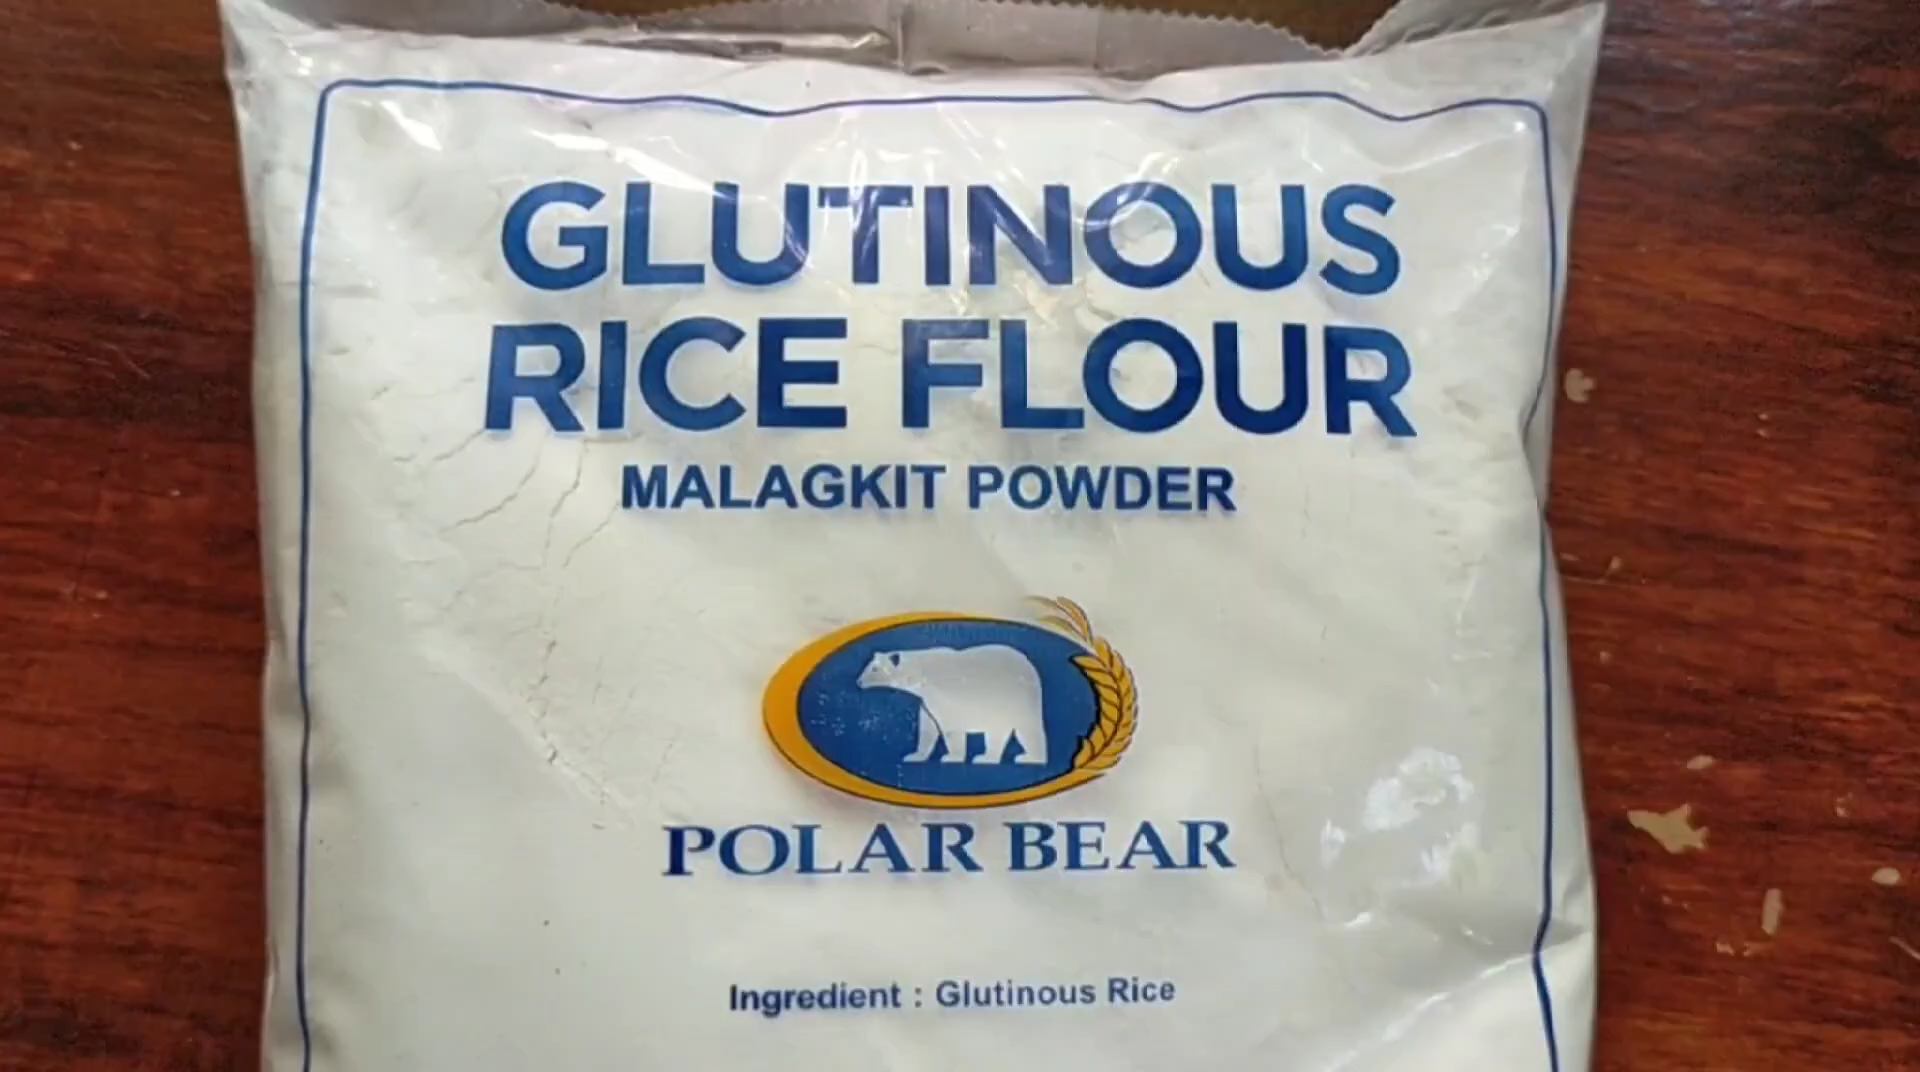 GLUTINOUS
RICE FLOUR
MALAGKIT POWDER
POLAR BEAR
Ingredient : Glutinous Rice